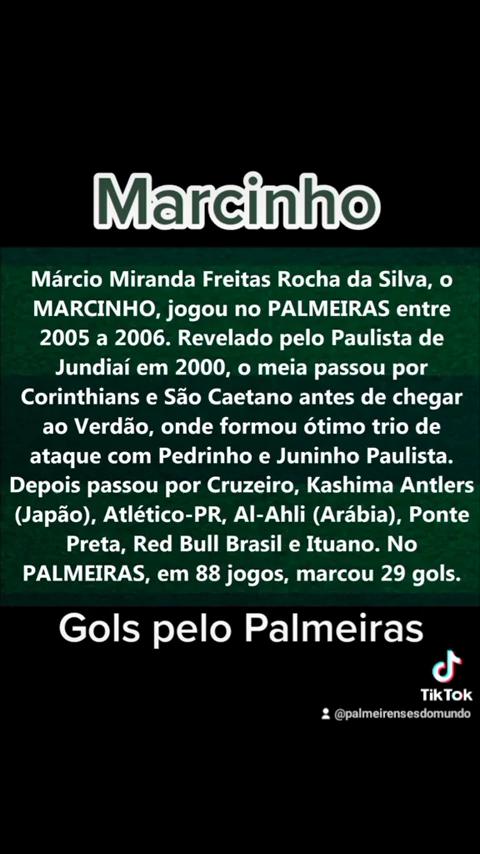 Marcinho
Márcio Miranda Freitas Rocha da Silva, o
MARCINHO, jogou no PALMEIRAS entre
2005 a 2006. Revelado pelo Paulista de
Jundiaí em 2000, o meia passou por
Corinthians e São Caetano antes de chegar
ao Verdão, onde formou ótimo trio de
ataque com Pedrinho e Juninho Paulista.
Depois passou por Cruzeiro, Kashima Antlers
(Japão), Atlético-PR, Al-Ahli (Arábia), Ponte
Preta, Red Bull Brasil e Ituano. No
PALMEIRAS, em 88 jogos, marcou 29 gols.
Gols pelo Palmeiras
TikTok
@palmeirensesdomundo